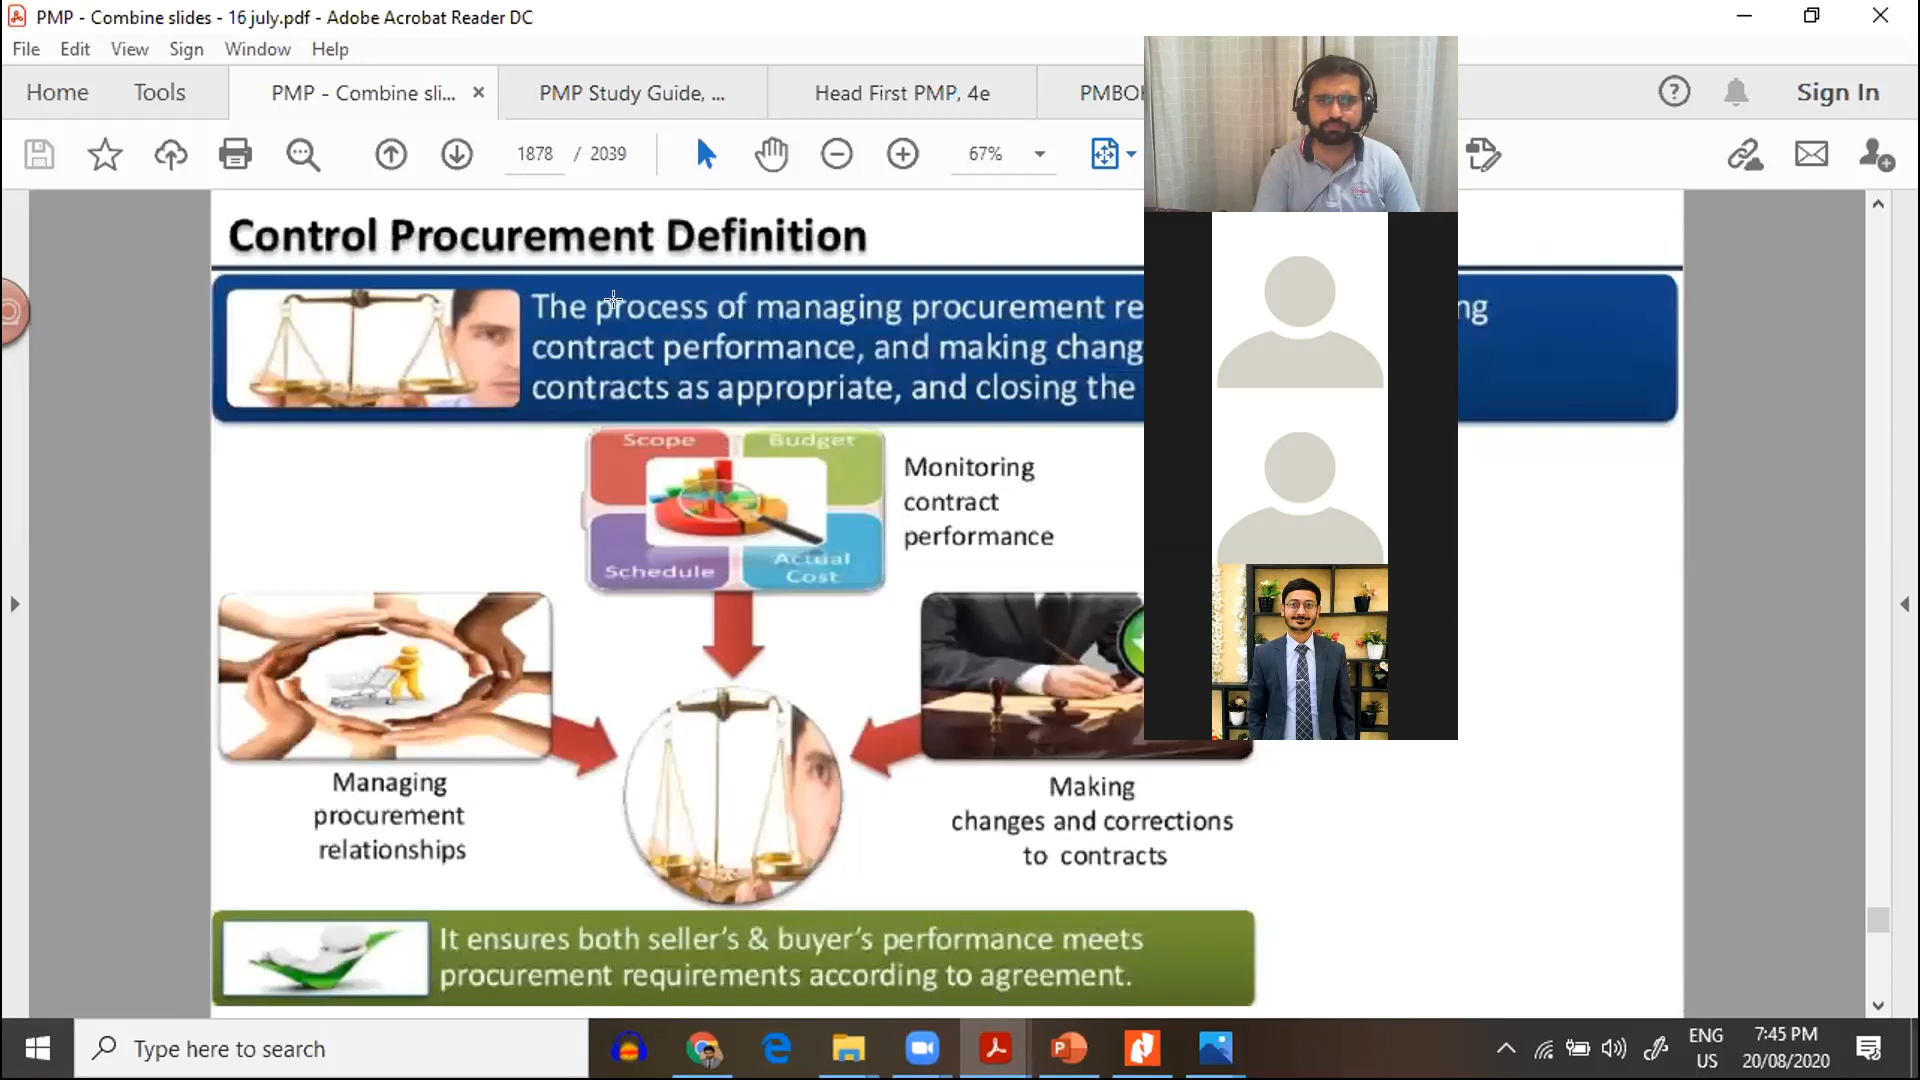 PMP - Combine slides - 16 july.pdf - Adobe Acrobat Reader DC
File Edit View Sign Window Help
Home Tools PMP - Combine sli... PMP Study Guide, ... Head First PMP, 4e Sign In
1878 / 2039 67%
Control Procurement Definition
The process of managing procurement
contract performance, and making
contracts as appropriate, and closing the
Scope Budget
Schedule Actual
Cost
Monitoring
contract
performance
Managing
procurement
relationships
Making
changes and corrections
to contracts
It ensures both seller's & buyer's performance meets
procurement requirements according to agreement.
Type here to search
ENG
US
7:45 PM
20/08/2020